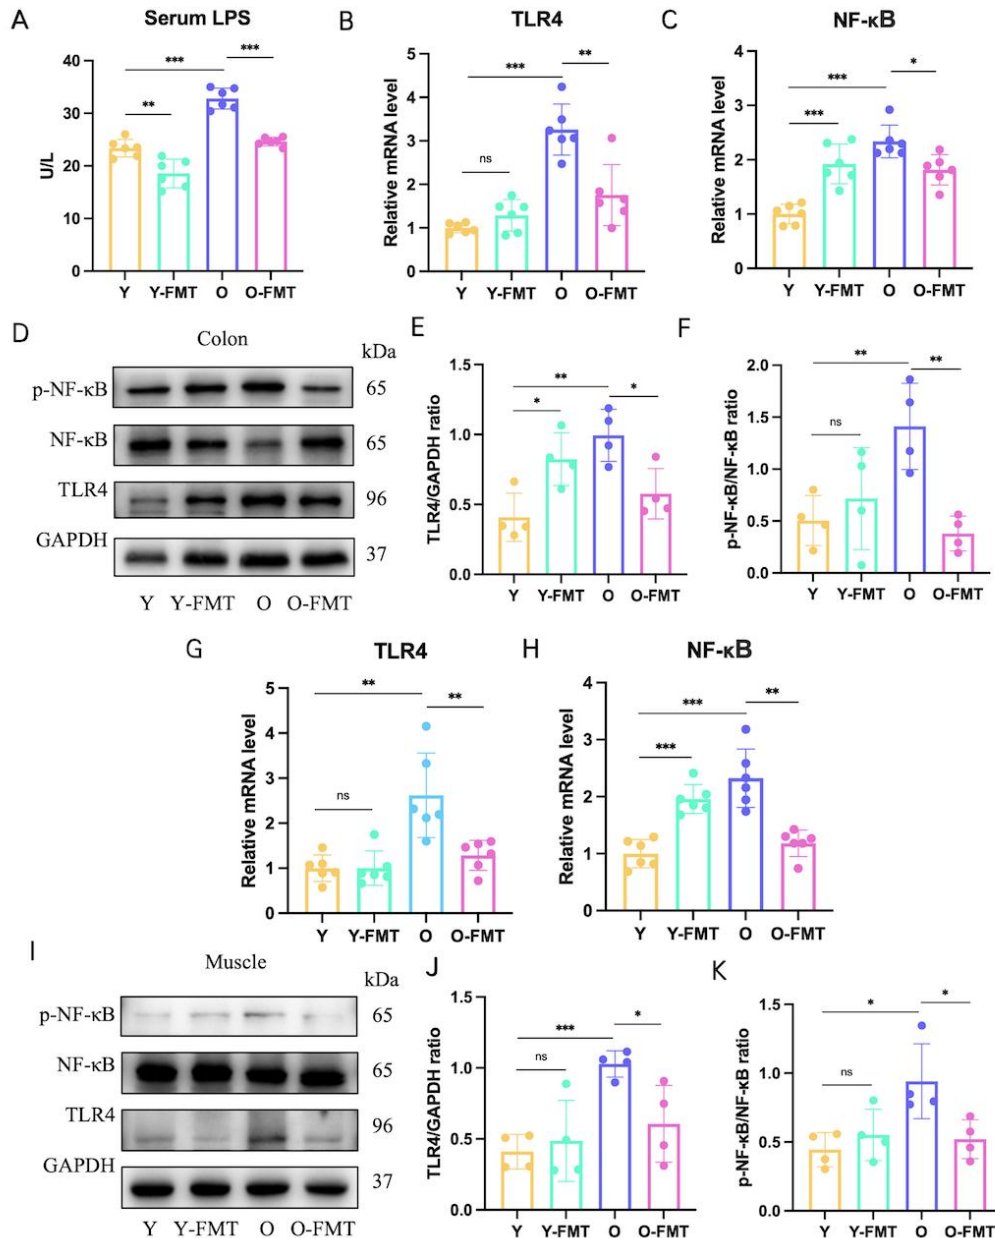 A
Serum LPS
U/L
40
30
20
10
0
***
***
**
Y Y-FMT O O-FMT
B
TLR4
Relative mRNA level
5
4
3
2
1
0
***
**
ns
Y Y-FMT O O-FMT
C
NF-κB
Relative mRNA level
4
3
2
1
0
***
*
***
Y Y-FMT O O-FMT
D
Colon
kDa
p-NF-κB 65
NF-κB 65
TLR4 96
GAPDH 37
Y Y-FMT O O-FMT
E
TLR4/GAPDH ratio
1.5
1.0
0.5
0.0
**
*
*
Y Y-FMT O O-FMT
F
p-NF-κB/NF-κB ratio
2.0
1.5
1.0
0.5
0.0
**
**
ns
Y Y-FMT O O-FMT
G
TLR4
Relative mRNA level
5
4
3
2
1
0
**
**
ns
Y Y-FMT O O-FMT
H
NF-κB
Relative mRNA level
4
3
2
1
0
***
**
***
Y Y-FMT O O-FMT
I
Muscle
kDa
p-NF-κB 65
NF-κB 65
TLR4 96
GAPDH 37
Y Y-FMT O O-FMT
J
TLR4/GAPDH ratio
1.5
1.0
0.5
0.0
***
*
ns
Y Y-FMT O O-FMT
K
p-NF-κB/NF-κB ratio
1.5
1.0
0.5
0.0
*
*
ns
Y Y-FMT O O-FMT